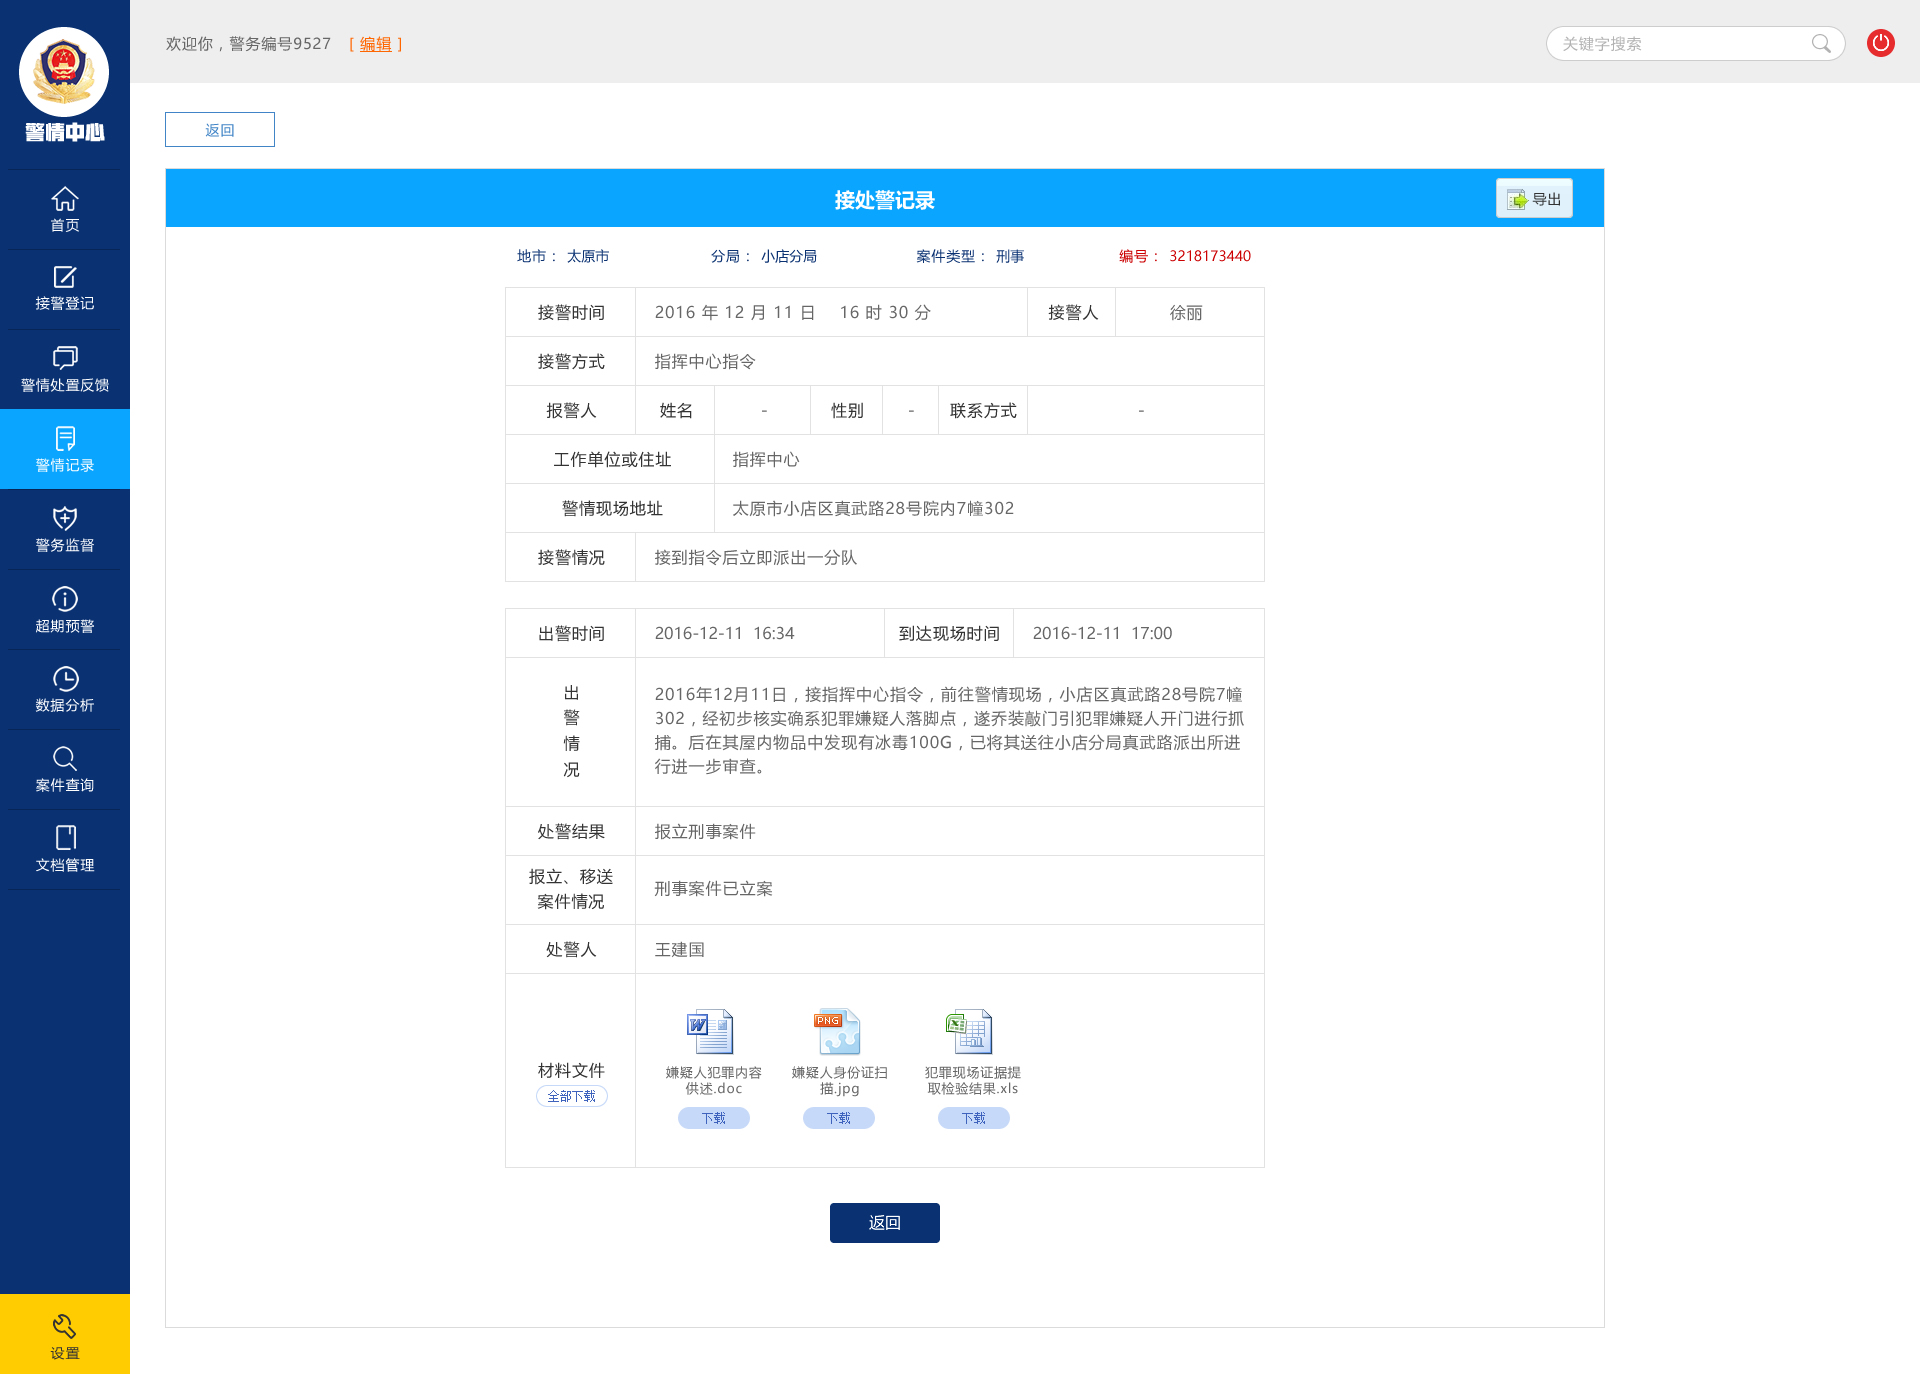 欢迎你，警务编号9527 [ 编辑 ]
关键字搜索
警情中心
首页
接警登记
警情处置反馈
警情记录
警务监督
超期预警
数据分析
案件查询
文档管理
设置
返回
接处警记录
导出
地市： 太原市 分局： 小店分局 案件类型： 刑事 编号： 3218173440
接警时间 2016 年 12 月 11 日 16 时 30 分 接警人 徐丽
接警方式 指挥中心指令
报警人 姓名 - 性别 - 联系方式 -
工作单位或住址 指挥中心
警情现场地址 太原市小店区真武路28号院内7幢302
接警情况 接到指令后立即派出一分队
出警时间 2016-12-11 16:34 到达现场时间 2016-12-11 17:00
出
警
情
况
2016年12月11日，接指挥中心指令，前往警情现场，小店区真武路28号院7幢
302，经初步核实确系犯罪嫌疑人落脚点，遂乔装敲门引犯罪嫌疑人开门进行抓
捕。后在其屋内物品中发现有冰毒100G，已将其送往小店分局真武路派出所进
行进一步审查。
处警结果 报立刑事案件
报立、移送
案件情况
刑事案件已立案
处警人 王建国
材料文件
全部下载
W
嫌疑人犯罪内容
供述.doc
下载
PNG
嫌疑人身份证扫
描.jpg
下载
犯罪现场证据提
取检验结果.xls
下载
返回